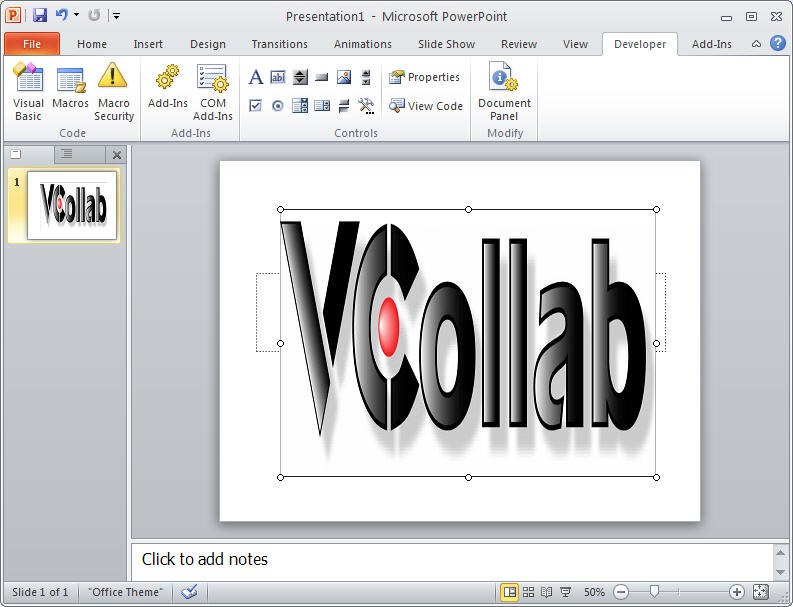 Presentation1 - Microsoft PowerPoint
File Home Insert Design Transitions Animations Slide Show Review View Developer Add-Ins
Visual Basic
Macros
Macro Security
Code
Add-Ins
COM Add-Ins
Add-Ins
A
ab
Properties
View Code
Controls
Document Panel
Modify
1
VCollab
VCollab
Click to add notes
Slide 1 of 1 "Office Theme" 50%